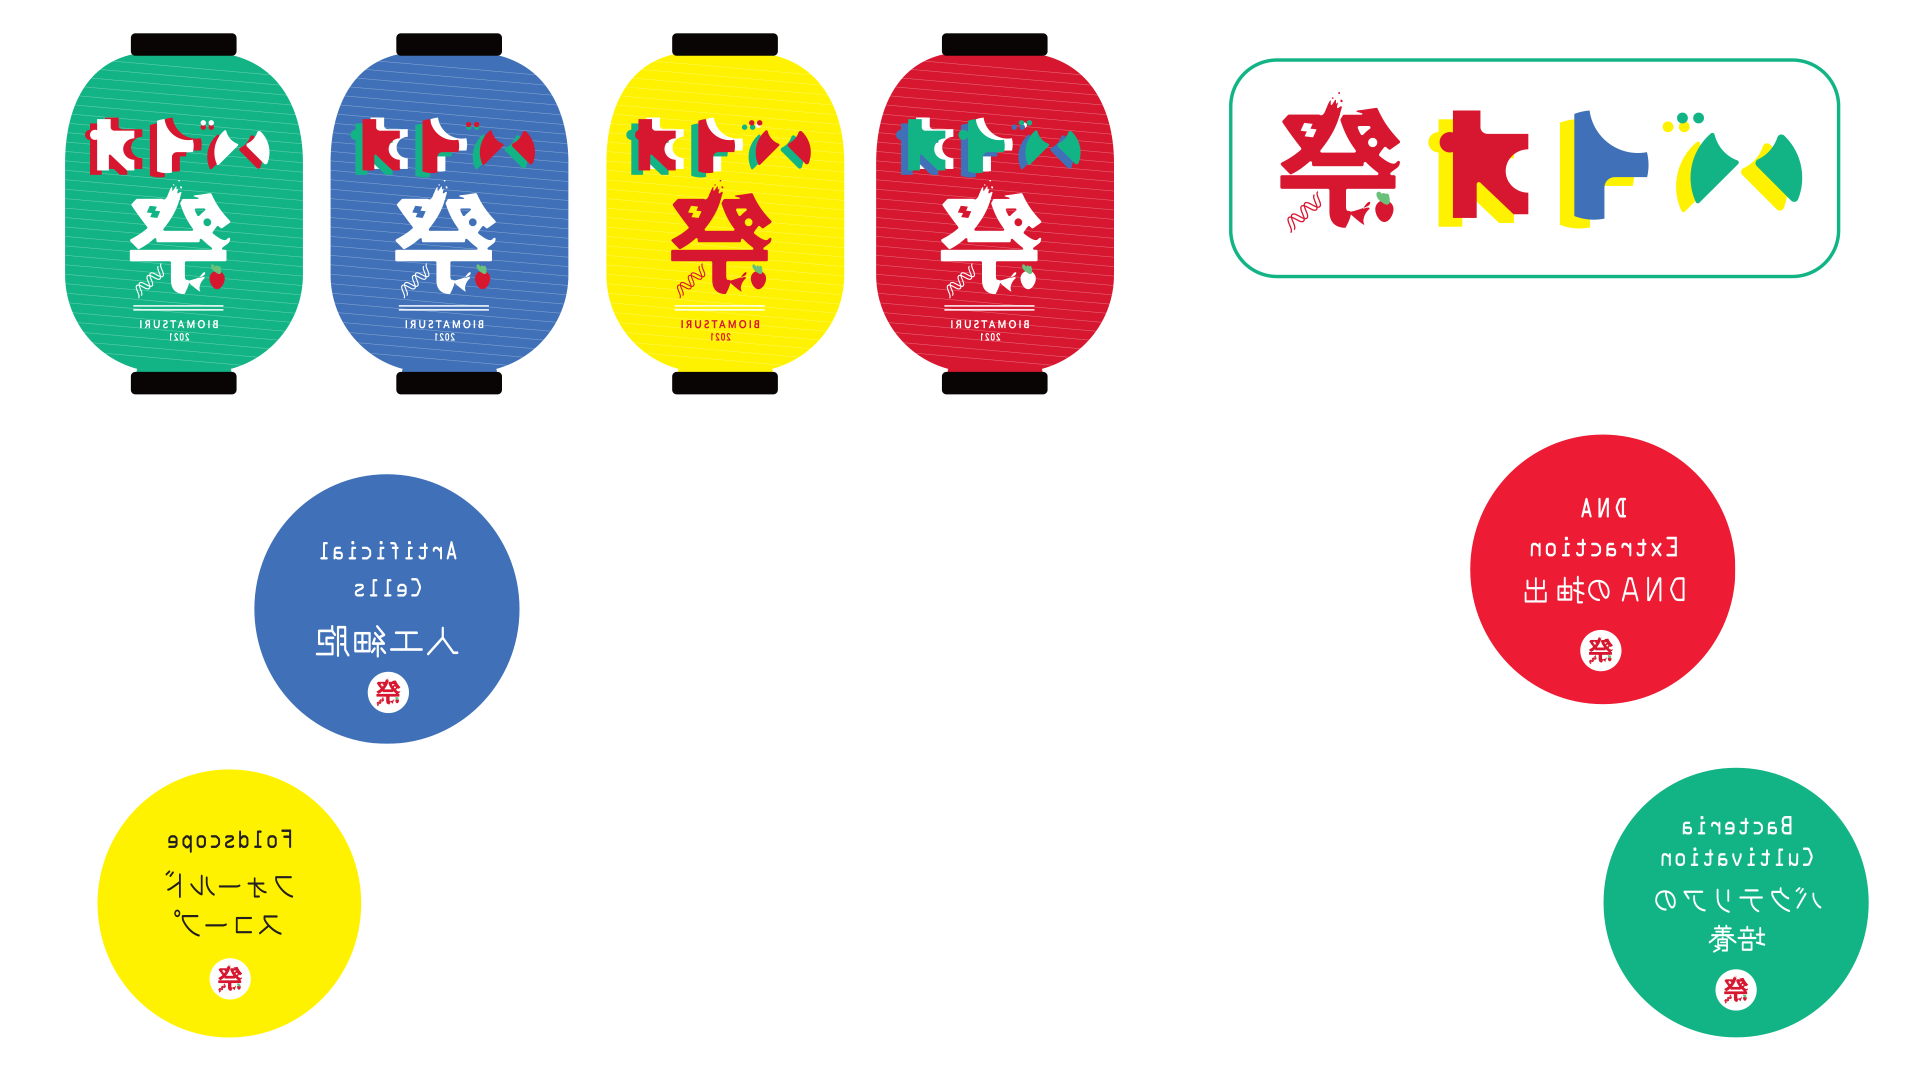 バイオ
祭
BIOMATSURI
2021
バイオ
祭
BIOMATSURI
2021
バイオ
祭
BIOMATSURI
2021
バイオ
祭
BIOMATSURI
2021
バイオ祭
Artificial
Cells
人工細胞
祭
DNA
Extraction
DNAの抽出
祭
Foldscope
フォールド
スコープ
祭
Bacteria
Cultivation
バクテリアの
培養
祭